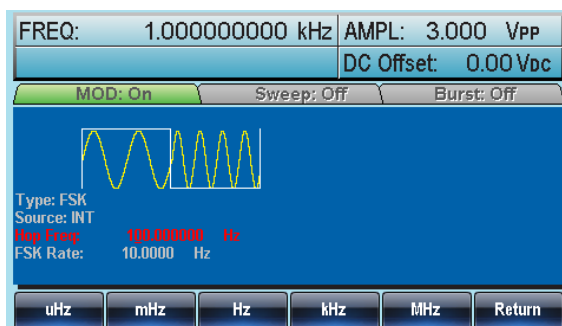 FREQ: 1.000000000 kHz AMPL: 3.000 VPP
DC Offset: 0.00 VDC
MOD: On Sweep: Off Burst: Off
Type: FSK
Source: INT
Hop Freq: 100.000000 Hz
FSK Rate: 10.0000 Hz
uHz mHz Hz kHz MHz Return